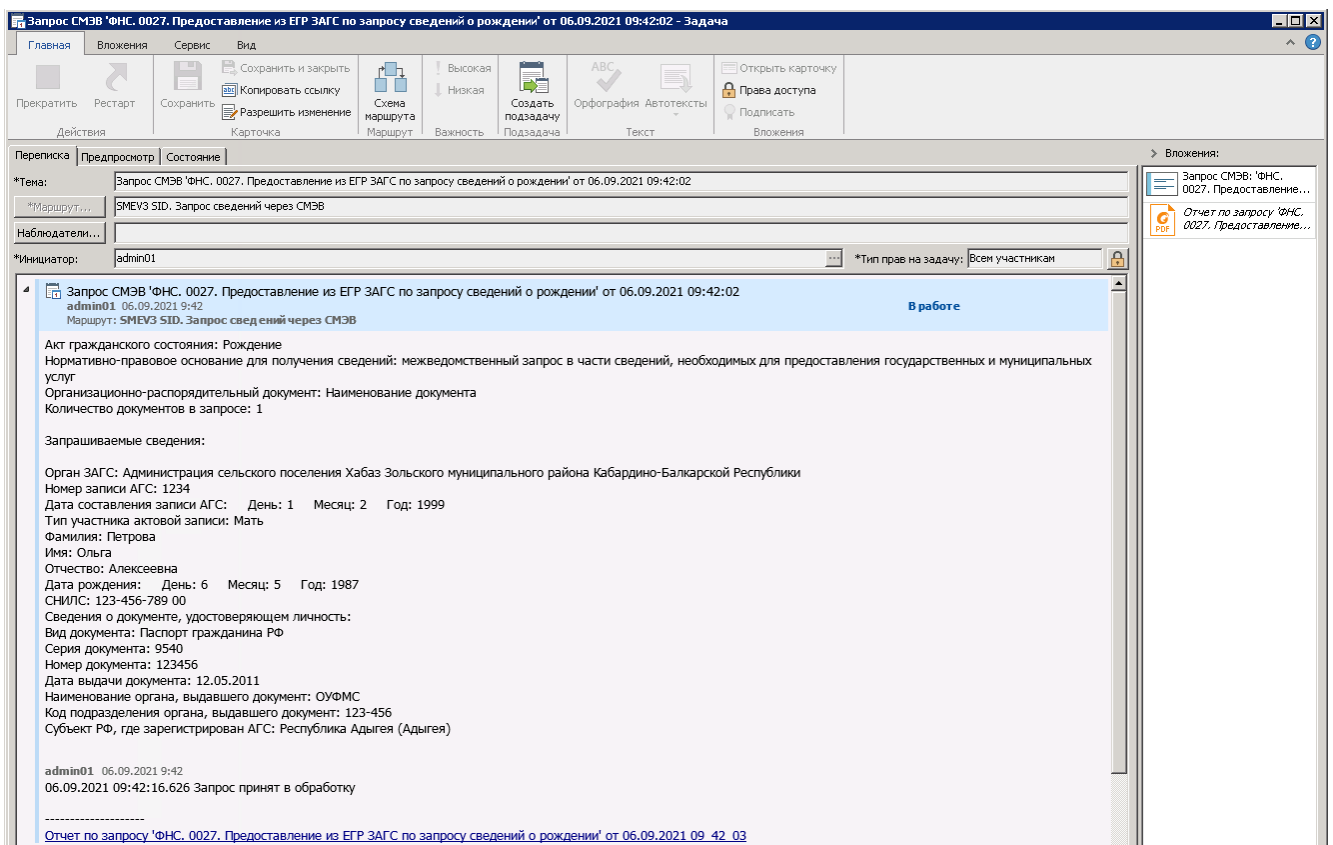 Запрос СМЭВ 'ФНС. 0027. Предоставление из ЕГР ЗАГС по запросу сведений о рождении' от 06.09.2021 09:42:02 - Задача
Главная Вложения Сервис Вид
Прекратить Рестарт
Действия
Сохранить
Сохранить и закрыть
Копировать ссылку
Разрешить изменение
Карточка
Схема маршрута
Маршрут
Высокая
Низкая
Важность
Создать подзадачу
Подзадача
ABC
Орфография Автотексты
Текст
Открыть карточку
Права доступа
Подписать
Вложения
Переписка Предпросмотр Состояние
*Тема: Запрос СМЭВ 'ФНС. 0027. Предоставление из ЕГР ЗАГС по запросу сведений о рождении' от 06.09.2021 09:42:02
*Маршрут... SMEV3 SID. Запрос сведений через СМЭВ
Наблюдатели...
*Инициатор: admin01 ... *Тип прав на задачу: Всем участникам
Запрос СМЭВ 'ФНС. 0027. Предоставление из ЕГР ЗАГС по запросу сведений о рождении' от 06.09.2021 09:42:02
admin01 06.09.2021 9:42 В работе
Маршрут: SMEV3 SID. Запрос сведений через СМЭВ
Акт гражданского состояния: Рождение
Нормативно-правовое основание для получения сведений: межведомственный запрос в части сведений, необходимых для предоставления государственных и муниципальных
услуг
Организационно-распорядительный документ: Наименование документа
Количество документов в запросе: 1
Запрашиваемые сведения:
Орган ЗАГС: Администрация сельского поселения Хабаз Зольского муниципального района Кабардино-Балкарской Республики
Номер записи АГС: 1234
Дата составления записи АГС: День: 1 Месяц: 2 Год: 1999
Тип участника актовой записи: Мать
Фамилия: Петрова
Имя: Ольга
Отчество: Алексеевна
Дата рождения: День: 6 Месяц: 5 Год: 1987
СНИЛС: 123-456-789 00
Сведения о документе, удостоверяющем личность:
Вид документа: Паспорт гражданина РФ
Серия документа: 9540
Номер документа: 123456
Дата выдачи документа: 12.05.2011
Наименование органа, выдавшего документ: ОУФМС
Код подразделения органа, выдавшего документ: 123-456
Субъект РФ, где зарегистрирован АГС: Республика Адыгея (Адыгея)
admin01 06.09.2021 9:42
06.09.2021 09:42:16.626 Запрос принят в обработку
--------------------
Отчет по запросу 'ФНС. 0027. Предоставление из ЕГР ЗАГС по запросу сведений о рождении' от 06.09.2021 09_42_03
Вложения:
Запрос СМЭВ: 'ФНС.
0027. Предоставление...
PDF
Отчет по запросу 'ФНС.
0027. Предоставление...